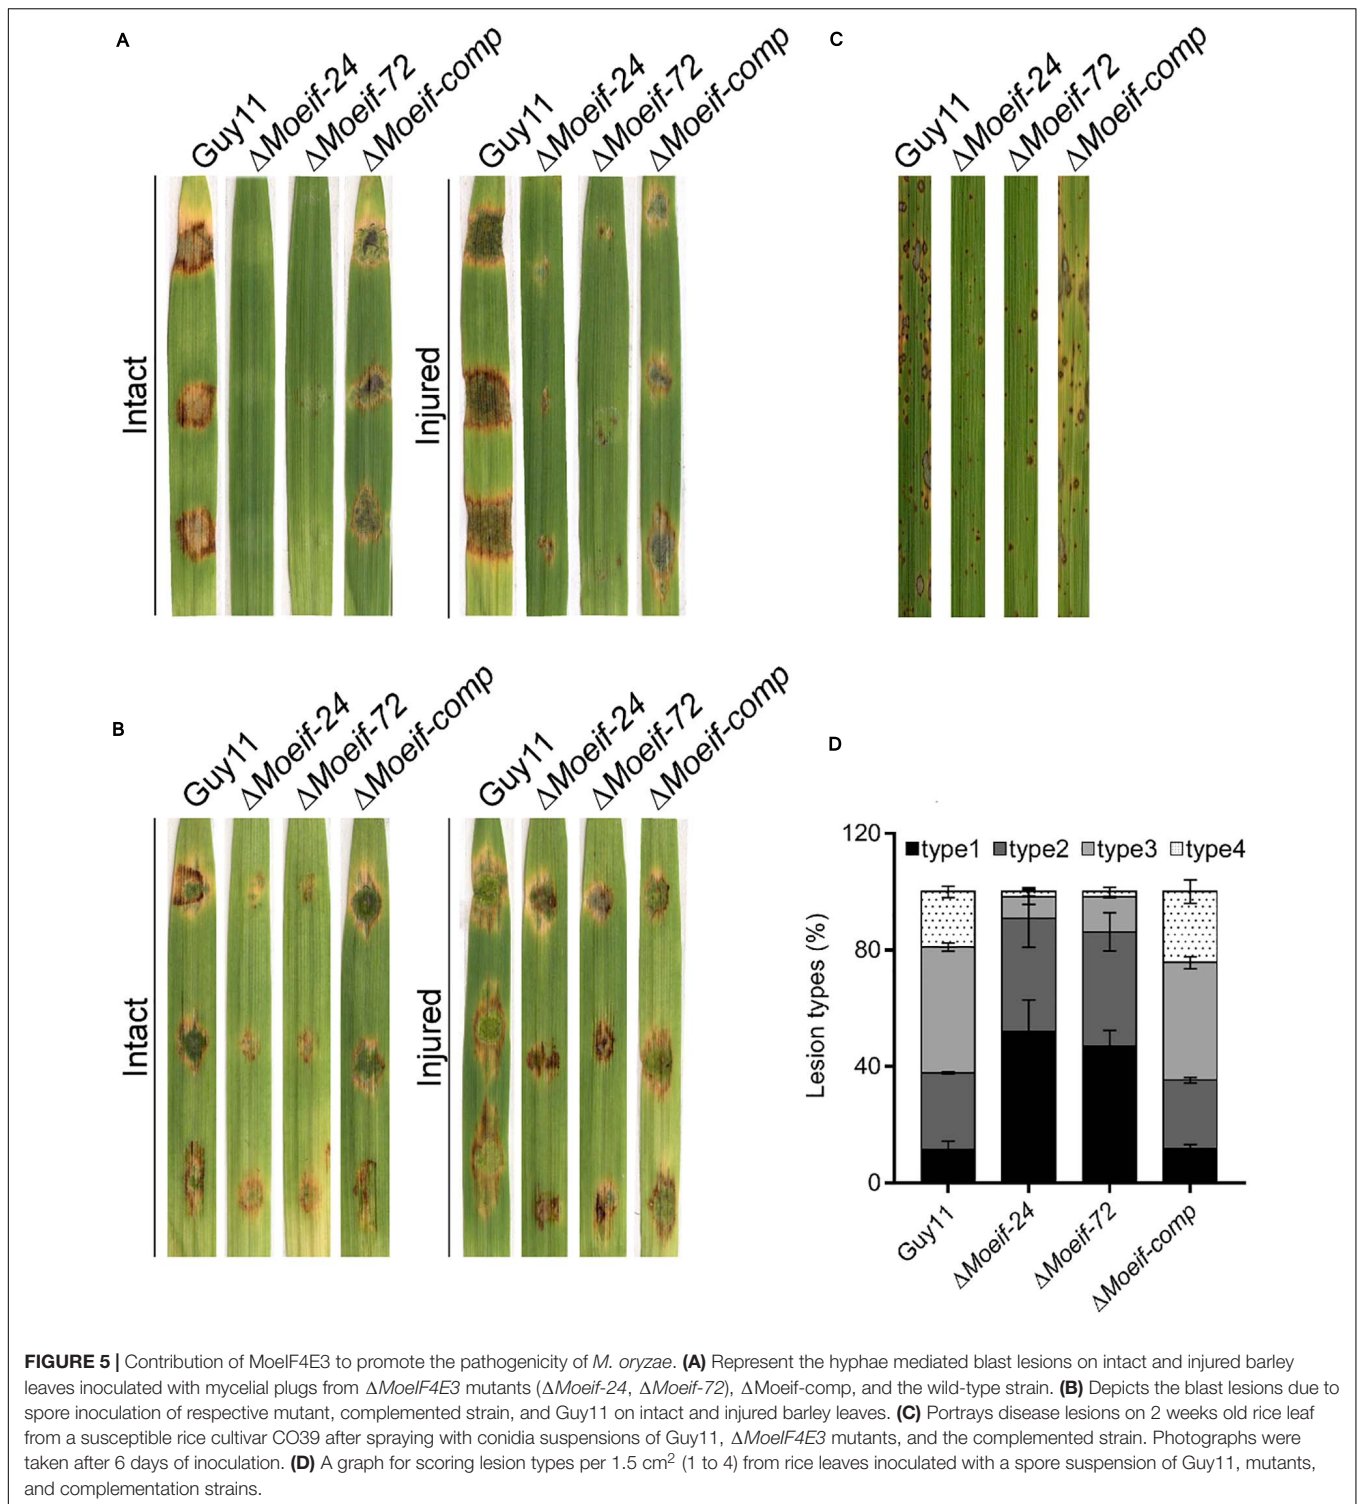 A
Guy11
ΔMoeif-24
ΔMoeif-72
ΔMoeif-comp
Guy11
ΔMoeif-24
ΔMoeif-72
ΔMoeif-comp
Intact
Injured
C
Guy11
ΔMoeif-24
ΔMoeif-72
ΔMoeif-comp
B
Guy11
ΔMoeif-24
ΔMoeif-72
ΔMoeif-comp
Guy11
ΔMoeif-24
ΔMoeif-72
ΔMoeif-comp
Intact
Injured
D
120
80
40
0
Lesion types (%)
type1 type2 type3 type4
Guy11
ΔMoeif-24
ΔMoeif-72
ΔMoeif-comp
FIGURE 5 | Contribution of MoeIF4E3 to promote the pathogenicity of M. oryzae. (A) Represent the hyphae mediated blast lesions on intact and injured barley
leaves inoculated with mycelial plugs from ΔMoeIF4E3 mutants (ΔMoeif-24, ΔMoeif-72), ΔMoeif-comp, and the wild-type strain. (B) Depicts the blast lesions due to
spore inoculation of respective mutant, complemented strain, and Guy11 on intact and injured barley leaves. (C) Portrays disease lesions on 2 weeks old rice leaf
from a susceptible rice cultivar CO39 after spraying with conidia suspensions of Guy11, ΔMoeIF4E3 mutants, and the complemented strain. Photographs were
taken after 6 days of inoculation. (D) A graph for scoring lesion types per 1.5 cm² (1 to 4) from rice leaves inoculated with a spore suspension of Guy11, mutants,
and complementation strains.